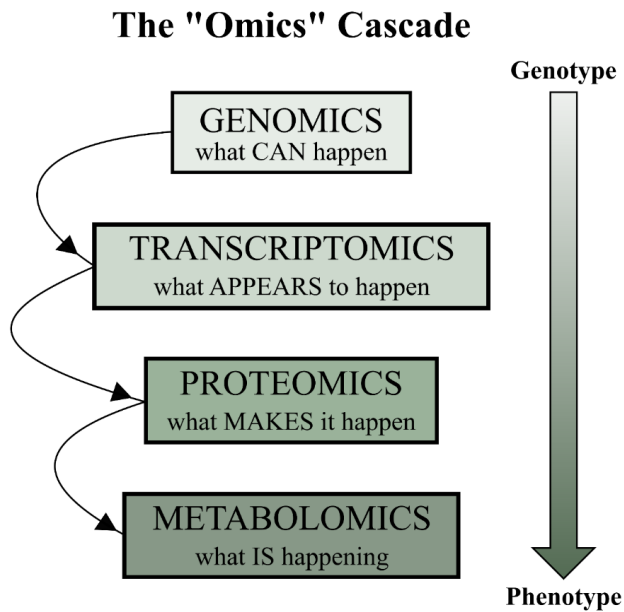 The "Omics" Cascade
Genotype
GENOMICS
what CAN happen
TRANSCRIPTOMICS
what APPEARS to happen
PROTEOMICS
what MAKES it happen
METABOLOMICS
what IS happening
Phenotype